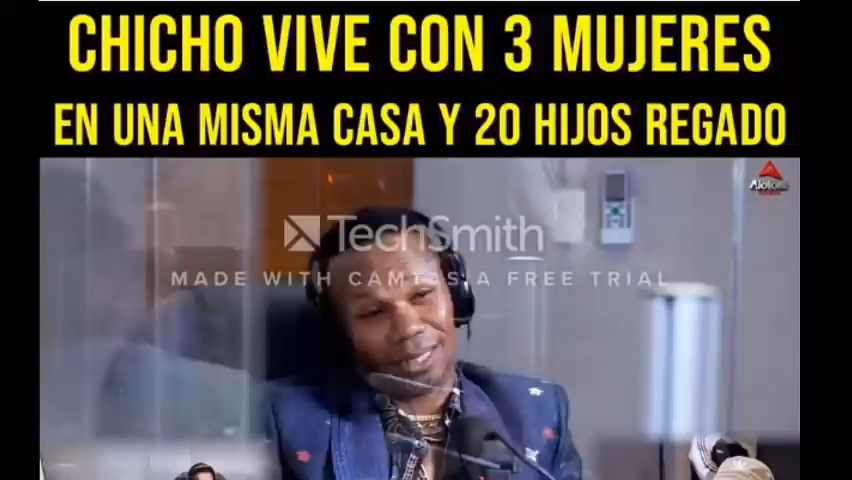 CHICHO VIVE CON 3 MUJERES
EN UNA MISMA CASA Y 20 HIJOS REGADO
TechSmith
MADE WITH CAMTASIA FREE TRIAL